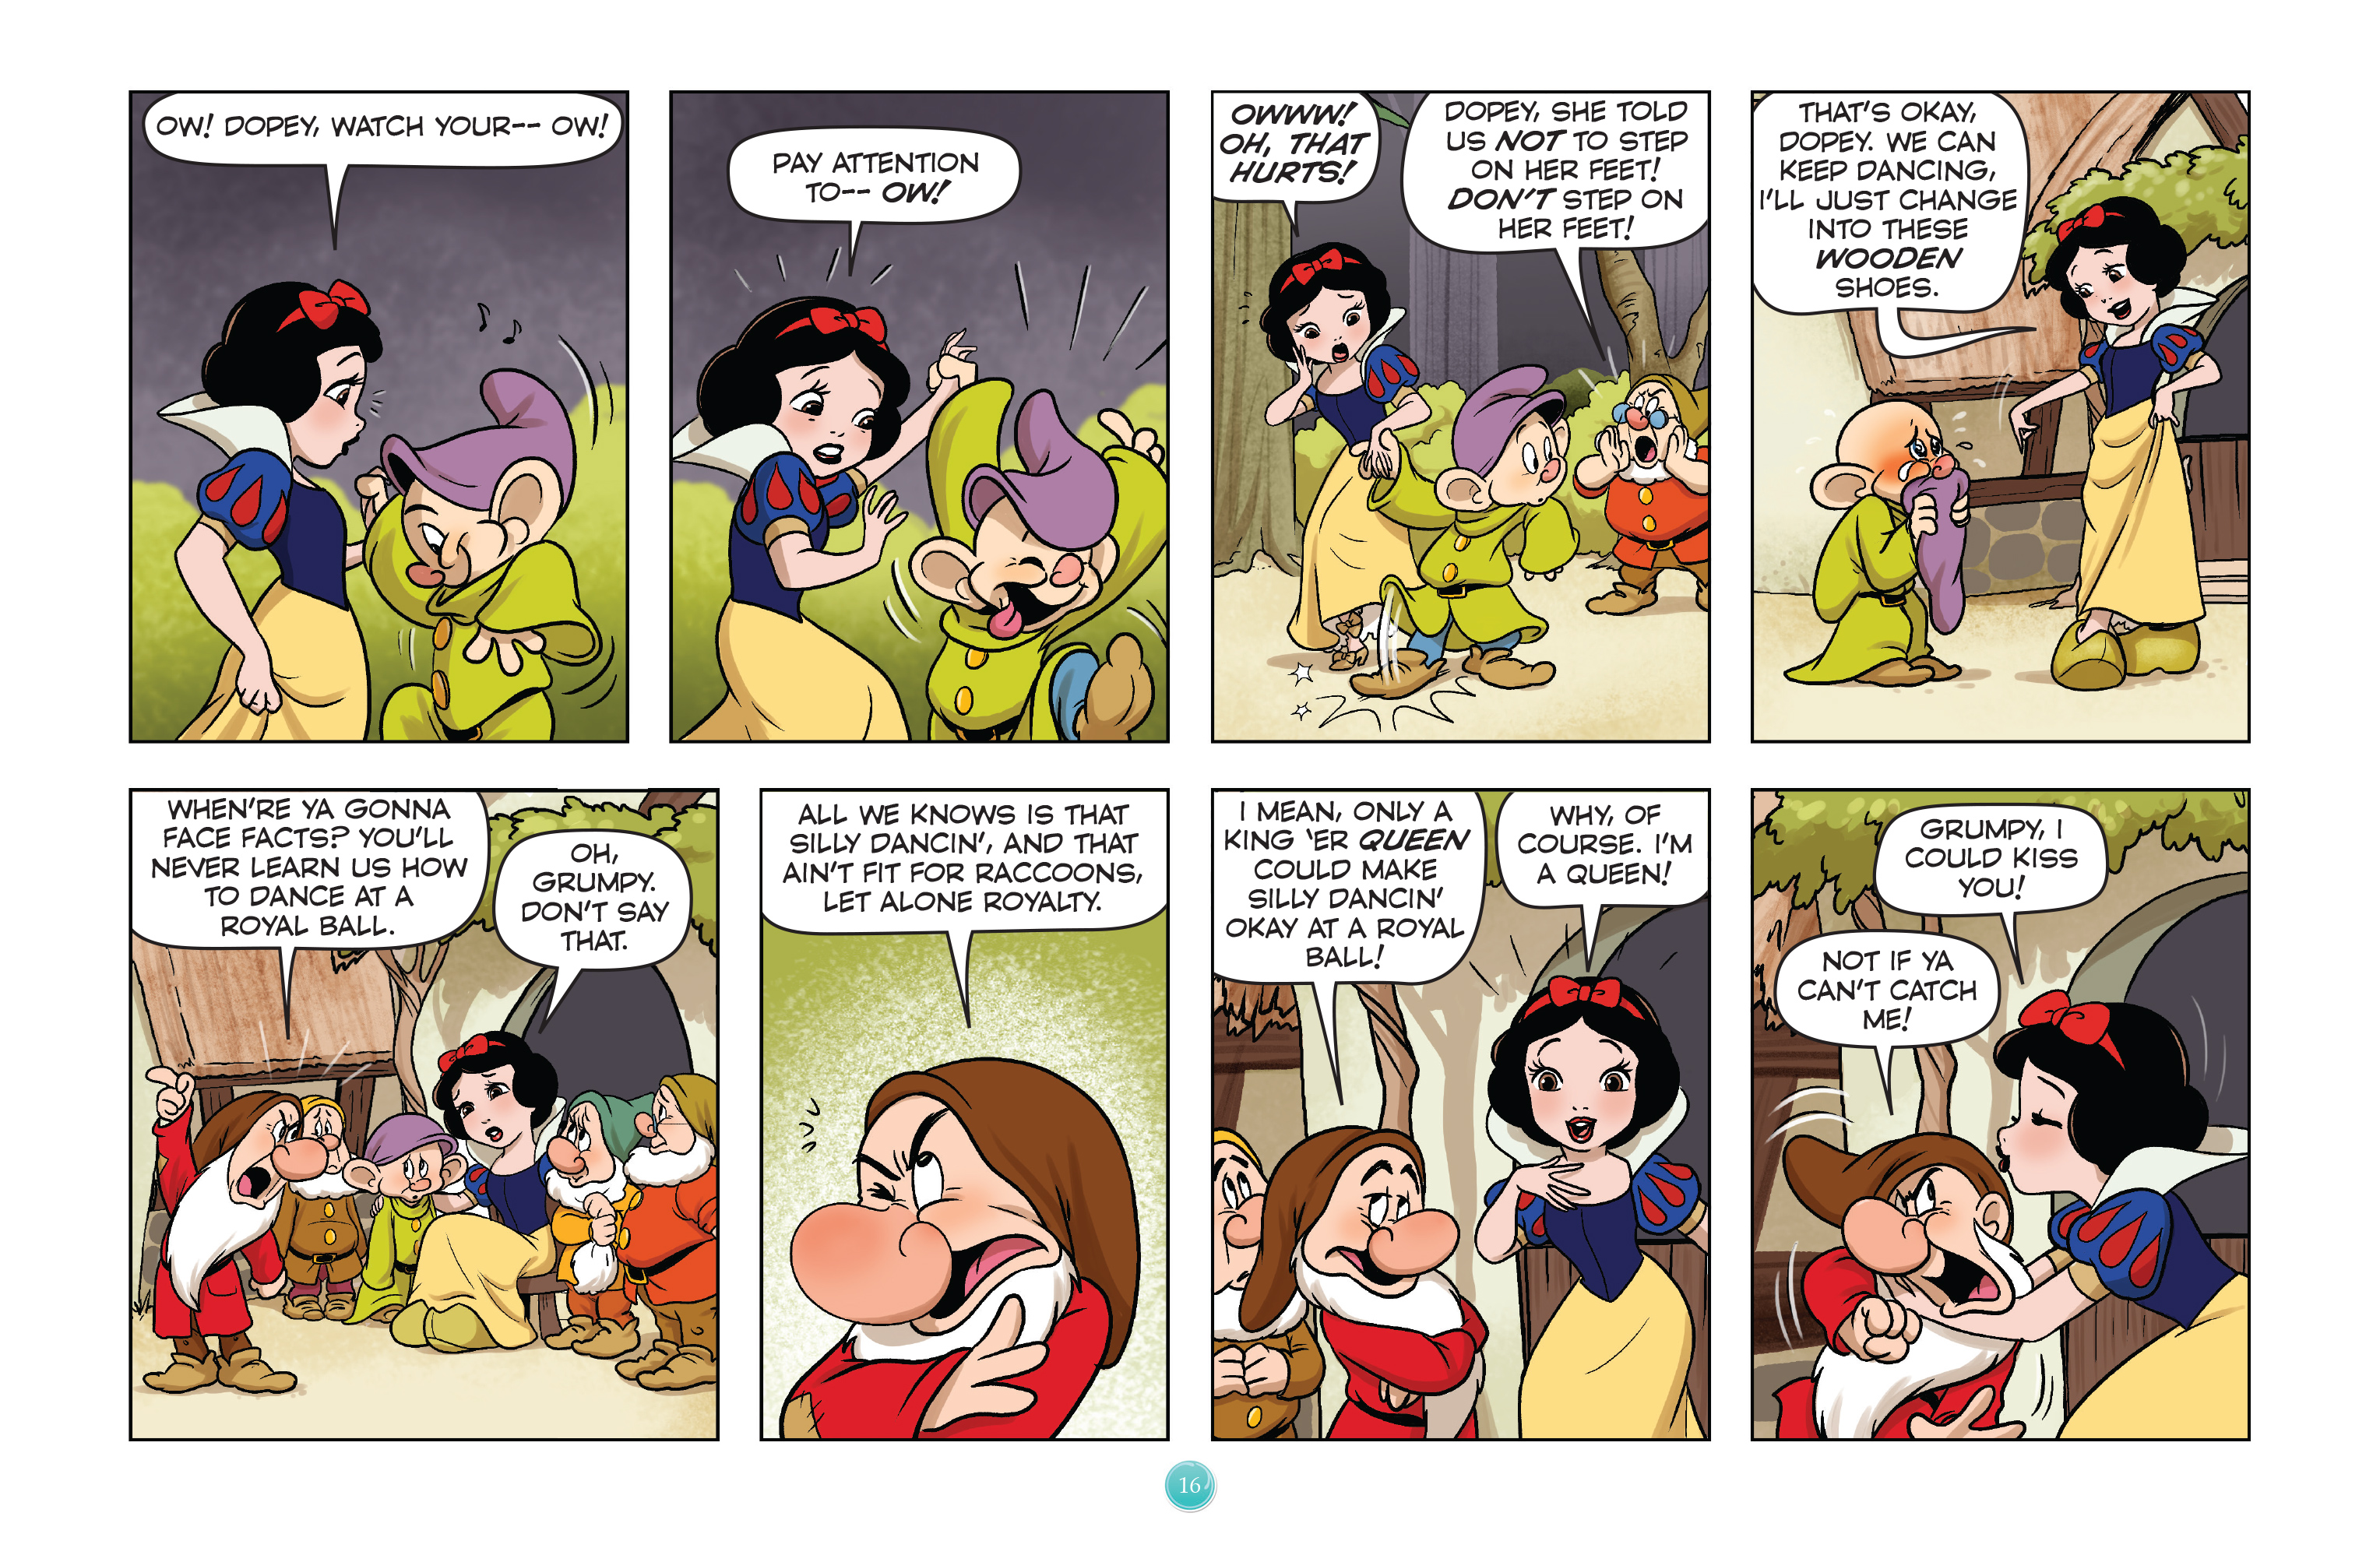 OW! DOPEY, WATCH YOUR-- OW!
PAY ATTENTION
TO-- OW!
OWWW!
OH, THAT
HURTS!
DOPEY, SHE TOLD
US NOT TO STEP
ON HER FEET!
DON'T STEP ON
HER FEET!
THAT'S OKAY,
DOPEY. WE CAN
KEEP DANCING,
I'LL JUST CHANGE
INTO THESE
WOODEN
SHOES.
WHEN'RE YA GONNA
FACE FACTS? YOU'LL
NEVER LEARN US HOW
TO DANCE AT A
ROYAL BALL.
OH,
GRUMPY.
DON'T SAY
THAT.
ALL WE KNOWS IS THAT
SILLY DANCIN', AND THAT
AIN'T FIT FOR RACCOONS,
LET ALONE ROYALTY.
I MEAN, ONLY A
KING 'ER QUEEN
COULD MAKE
SILLY DANCIN'
OKAY AT A ROYAL
BALL!
WHY, OF
COURSE. I'M
A QUEEN!
GRUMPY, I
COULD KISS
YOU!
NOT IF YA
CAN'T CATCH
ME!
16